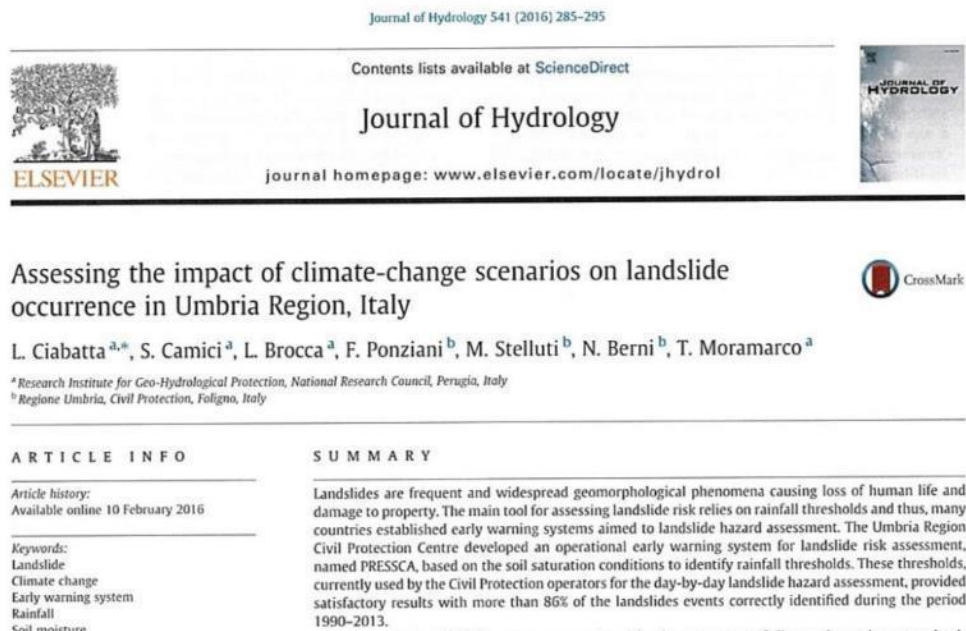 Journal of Hydrology 541 (2016) 285–295
Contents lists available at ScienceDirect
Journal of Hydrology
journal homepage: www.elsevier.com/locate/jhydrol
ELSEVIER
JOURNAL OF
HYDROLOGY
Assessing the impact of climate-change scenarios on landslide
occurrence in Umbria Region, Italy
CrossMark
L. Ciabatta a,*, S. Camici a, L. Brocca a, F. Ponziani b, M. Stelluti b, N. Berni b, T. Moramarco a
a Research Institute for Geo-Hydrological Protection, National Research Council, Perugia, Italy
b Regione Umbria, Civil Protection, Foligno, Italy
ARTICLE INFO
Article history:
Available online 10 February 2016
Keywords:
Landslide
Climate change
Early warning system
Rainfall
Soil moisture
SUMMARY
Landslides are frequent and widespread geomorphological phenomena causing loss of human life and
damage to property. The main tool for assessing landslide risk relies on rainfall thresholds and thus, many
countries established early warning systems aimed to landslide hazard assessment. The Umbria Region
Civil Protection Centre developed an operational early warning system for landslide risk assessment,
named PRESSCA, based on the soil saturation conditions to identify rainfall thresholds. These thresholds,
currently used by the Civil Protection operators for the day-by-day landslide hazard assessment, provided
satisfactory results with more than 86% of the landslides events correctly identified during the period
1990–2013.